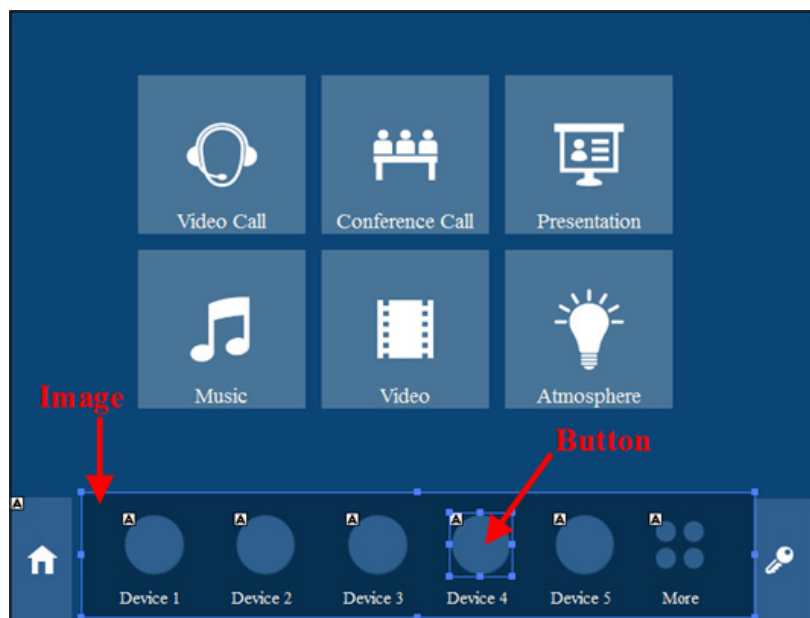 Video Call
Conference Call
Presentation
Music
Video
Atmosphere
Image
Button
A
A
A
A
A
A
A
Device 1
Device 2
Device 3
Device 4
Device 5
More